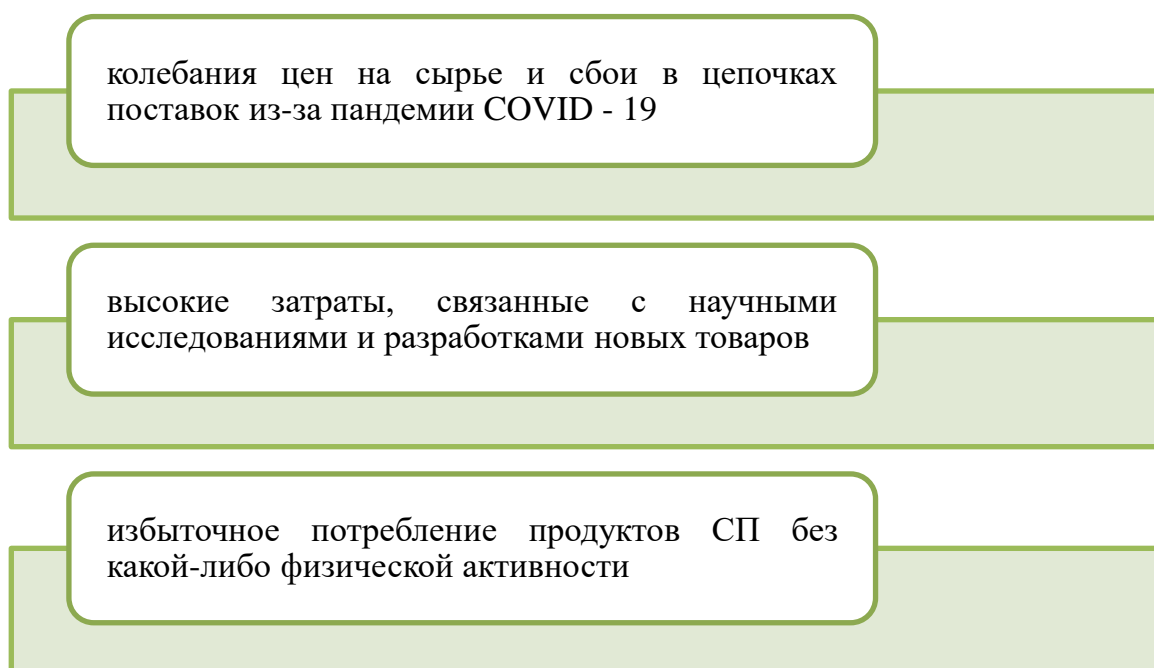 колебания цен на сырье и сбои в цепочках
поставок из-за пандемии COVID - 19
высокие затраты, связанные с научными
исследованиями и разработками новых товаров
избыточное потребление продуктов СП без
какой-либо физической активности